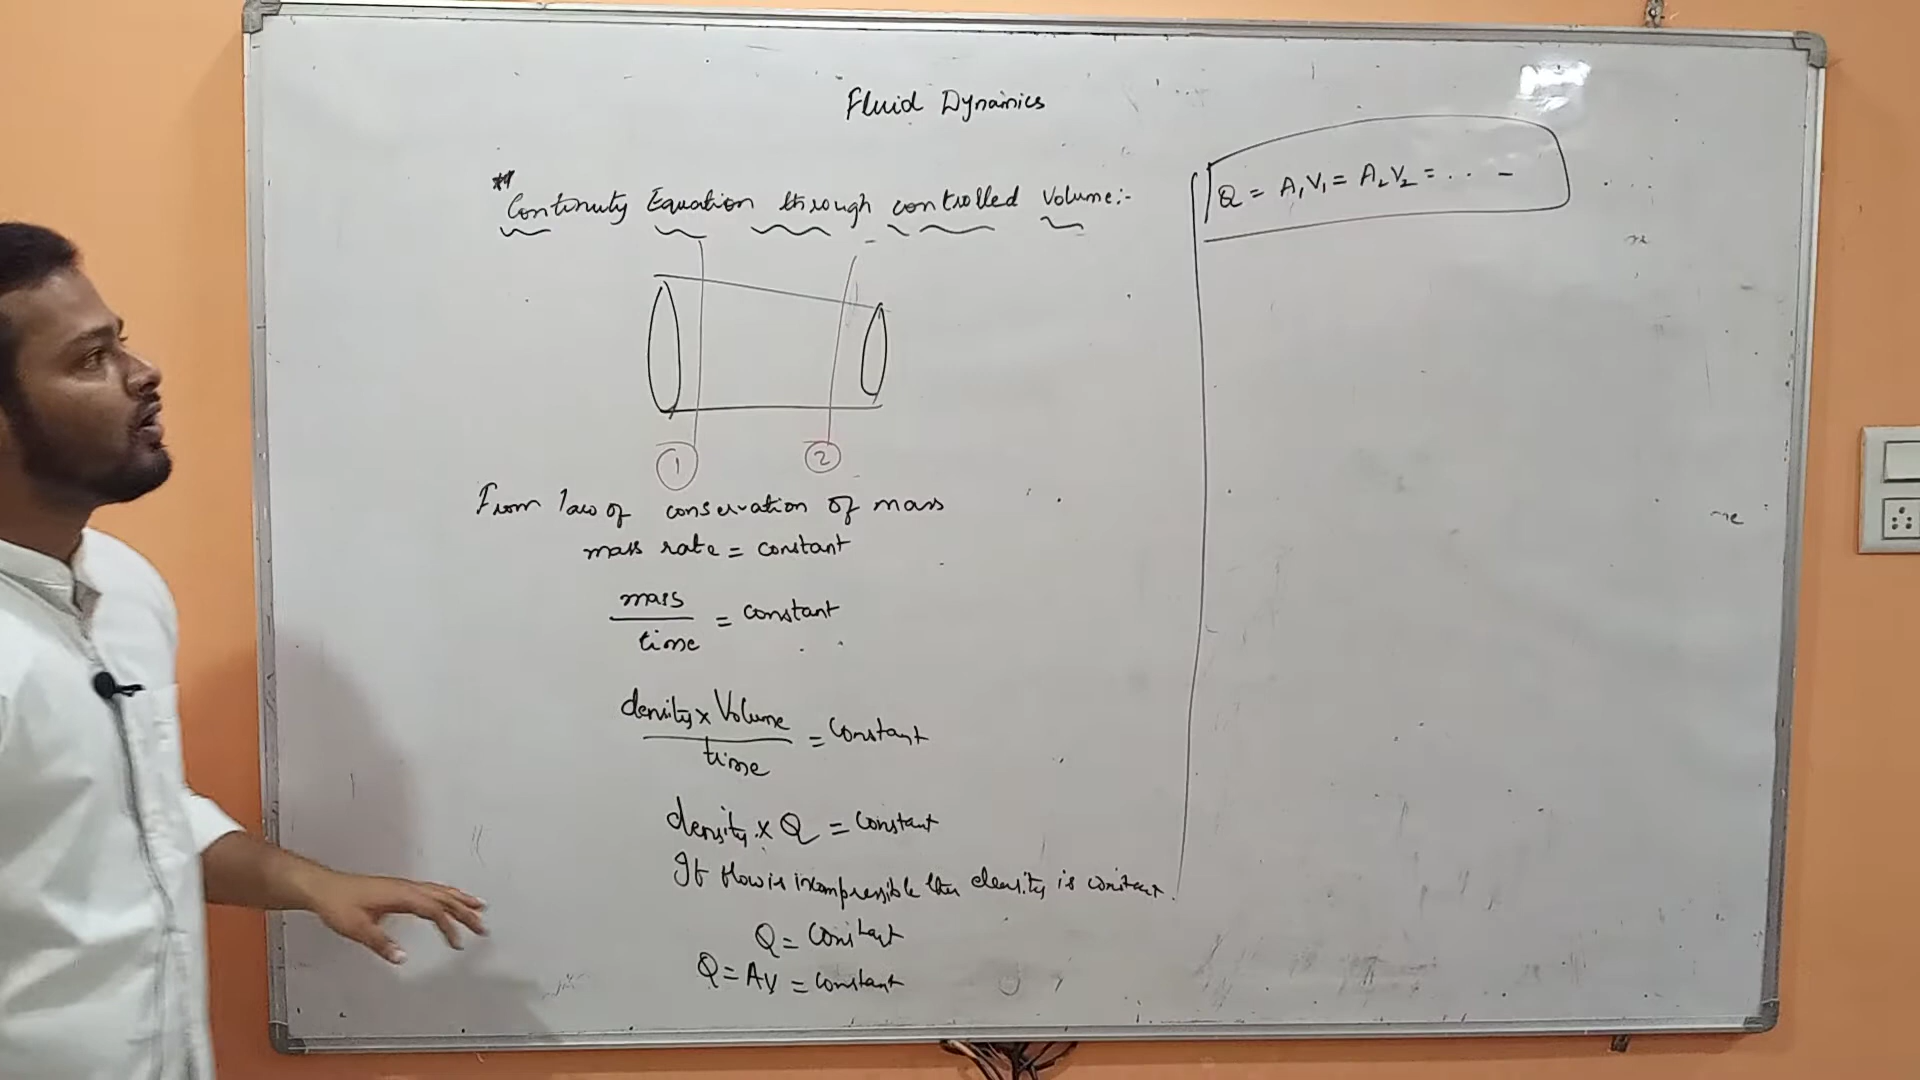 Fluid Dynamics
** Continuity Equation through controlled Volume:-
1 2
From law of conservation of mass
mass rate = constant
mass / time = constant
density x Volume / time = constant
density x Q = constant
If flow is incompressible then density is constant.
Q = constant
Q = AV = constant
Q = A₁V₁ = A₂V₂ = . . -